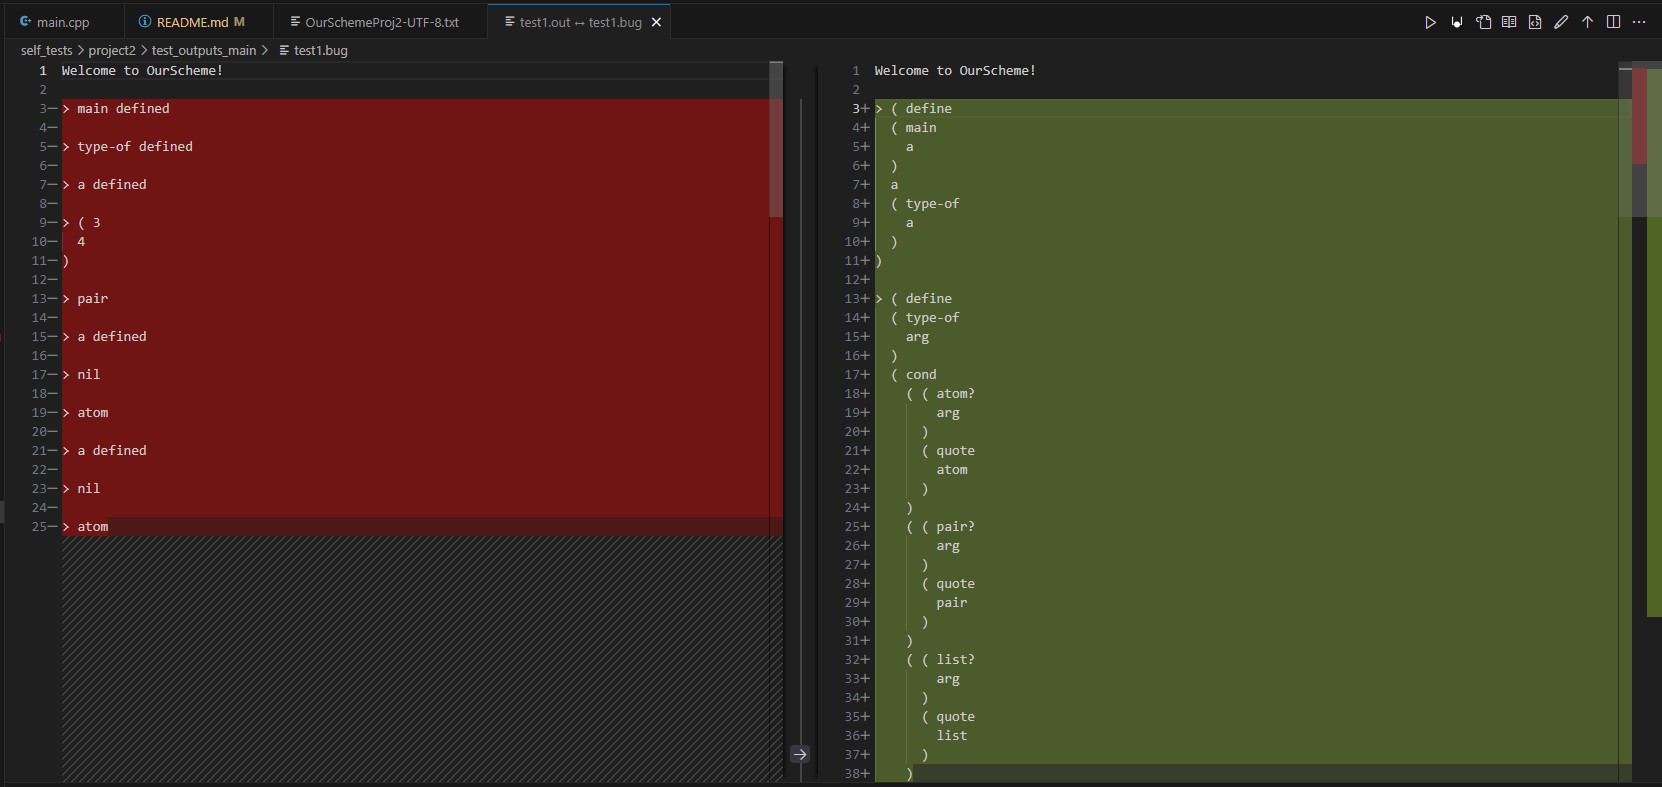 main.cpp
README.md M
OurSchemeProj2-UTF-8.txt
test1.out ↔ test1.bug
self_tests > project2 > test_outputs_main > test1.bug
1 Welcome to OurScheme!
2
3— > main defined
4—
5— > type-of defined
6—
7— > a defined
8—
9— > ( 3
10— 4
11— )
12—
13— > pair
14—
15— > a defined
16—
17— > nil
18—
19— > atom
20—
21— > a defined
22—
23— > nil
24—
25— > atom
1 Welcome to OurScheme!
2
3+ > ( define
4+ ( main
5+ a
6+ )
7+ a
8+ ( type-of
9+ a
10+ )
11+ )
12+
13+ > ( define
14+ ( type-of
15+ arg
16+ )
17+ ( cond
18+ ( ( atom?
19+ arg
20+ )
21+ ( quote
22+ atom
23+ )
24+ )
25+ ( ( pair?
26+ arg
27+ )
28+ ( quote
29+ pair
30+ )
31+ )
32+ ( ( list?
33+ arg
34+ )
35+ ( quote
36+ list
37+ )
38+ )